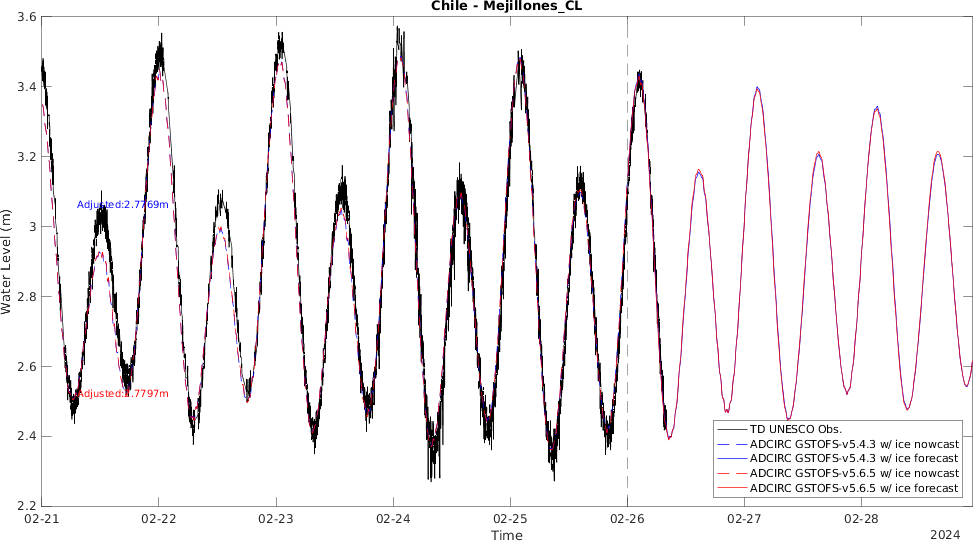 Chile - Mejillones_CL
3.6
3.4
3.2
3
2.8
2.6
2.4
2.2
Water Level (m)
Adjusted:2.7769m
Adjusted:2.7797m
TD UNESCO Obs.
ADCIRC GSTOFS-v5.4.3 w/ ice nowcast
ADCIRC GSTOFS-v5.4.3 w/ ice forecast
ADCIRC GSTOFS-v5.6.5 w/ ice nowcast
ADCIRC GSTOFS-v5.6.5 w/ ice forecast
02-21 02-22 02-23 02-24 02-25 02-26 02-27 02-28
Time
2024